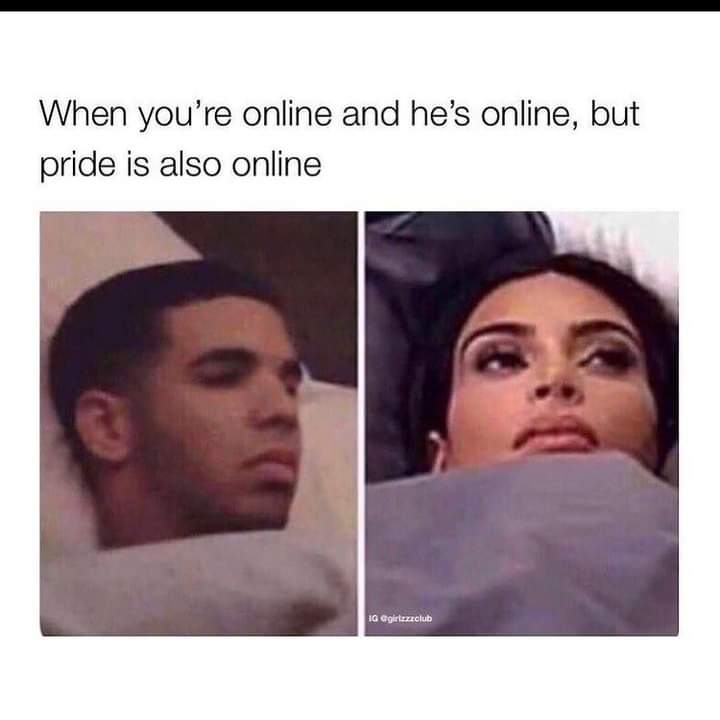 When you're online and he's online, but
pride is also online
IG @girlzzzclub